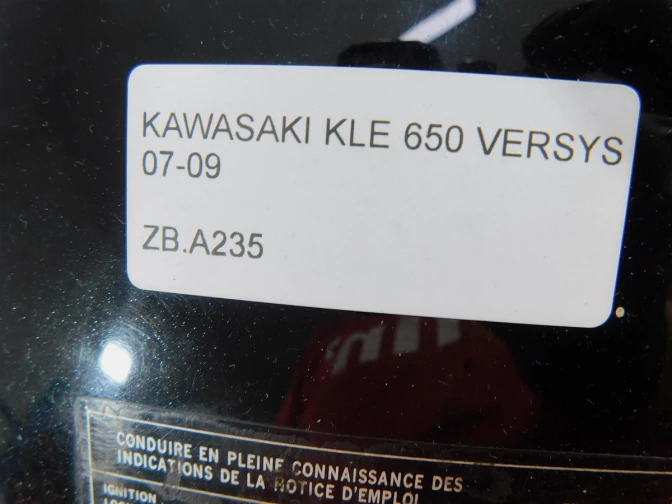 KAWASAKI KLE 650 VERSYS
07-09
ZB.A235
CONDUIRE EN PLEINE CONNAISSANCE DES
INDICATIONS DE LA NOTICE D'EMPLOI
IGNITION